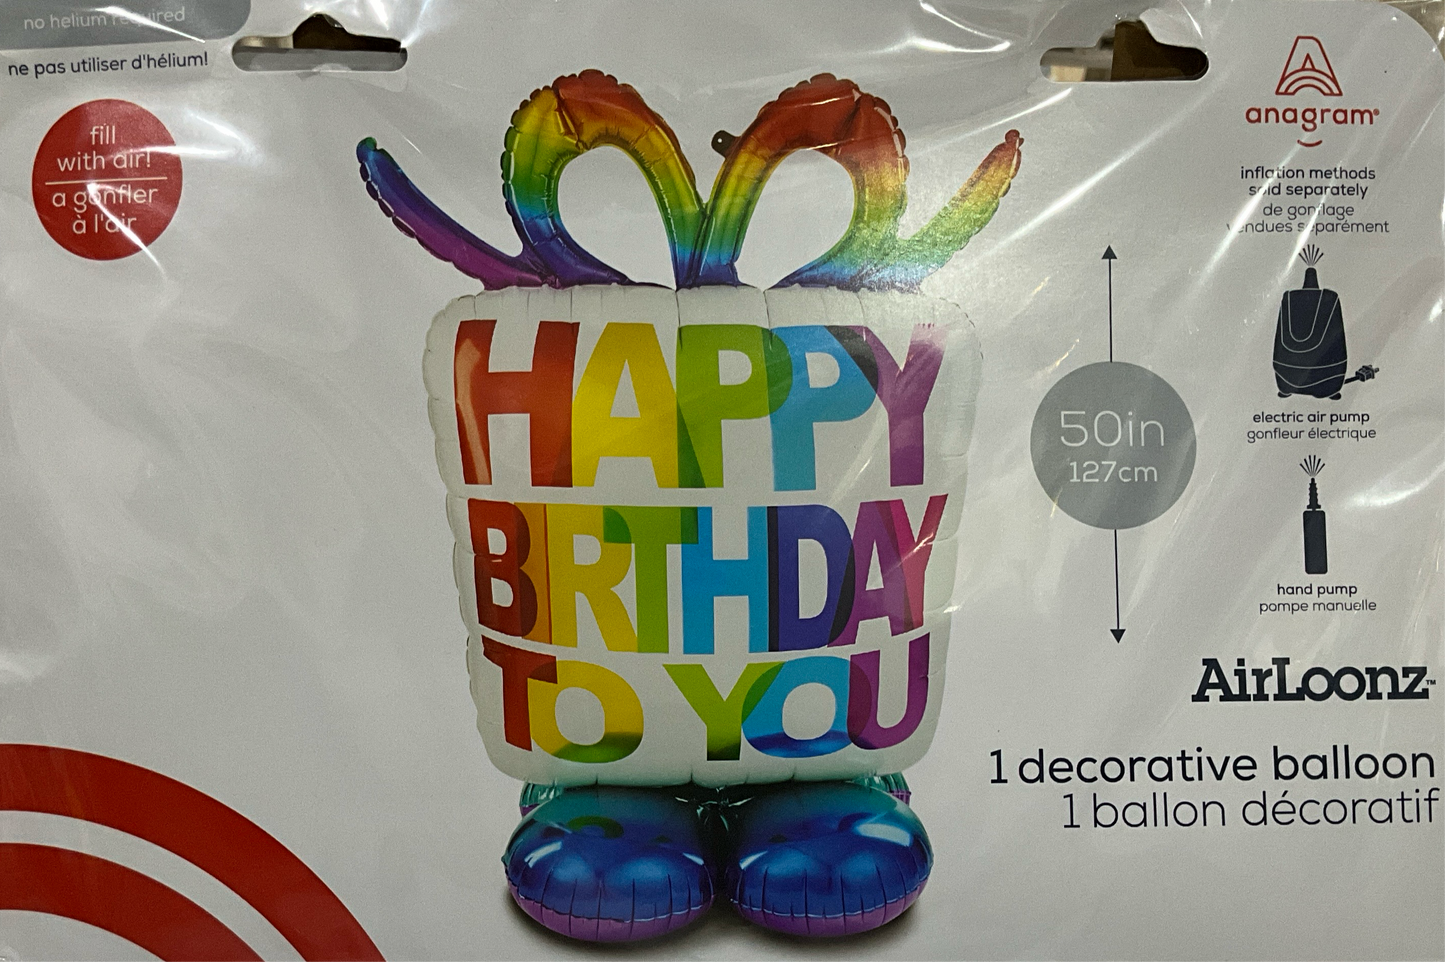 no helium required
ne pas utiliser d'hélium!
fill
with air!
a gonfler
à l'air
HAPPY
BIRTHDAY
TO YOU
anagram®
inflation methods
sold separately
de gonflage
vendues séparément
electric air pump
gonfleur électrique
50in
127cm
hand pump
pompe manuelle
AirLoonz™
1 decorative balloon
1 ballon décoratif